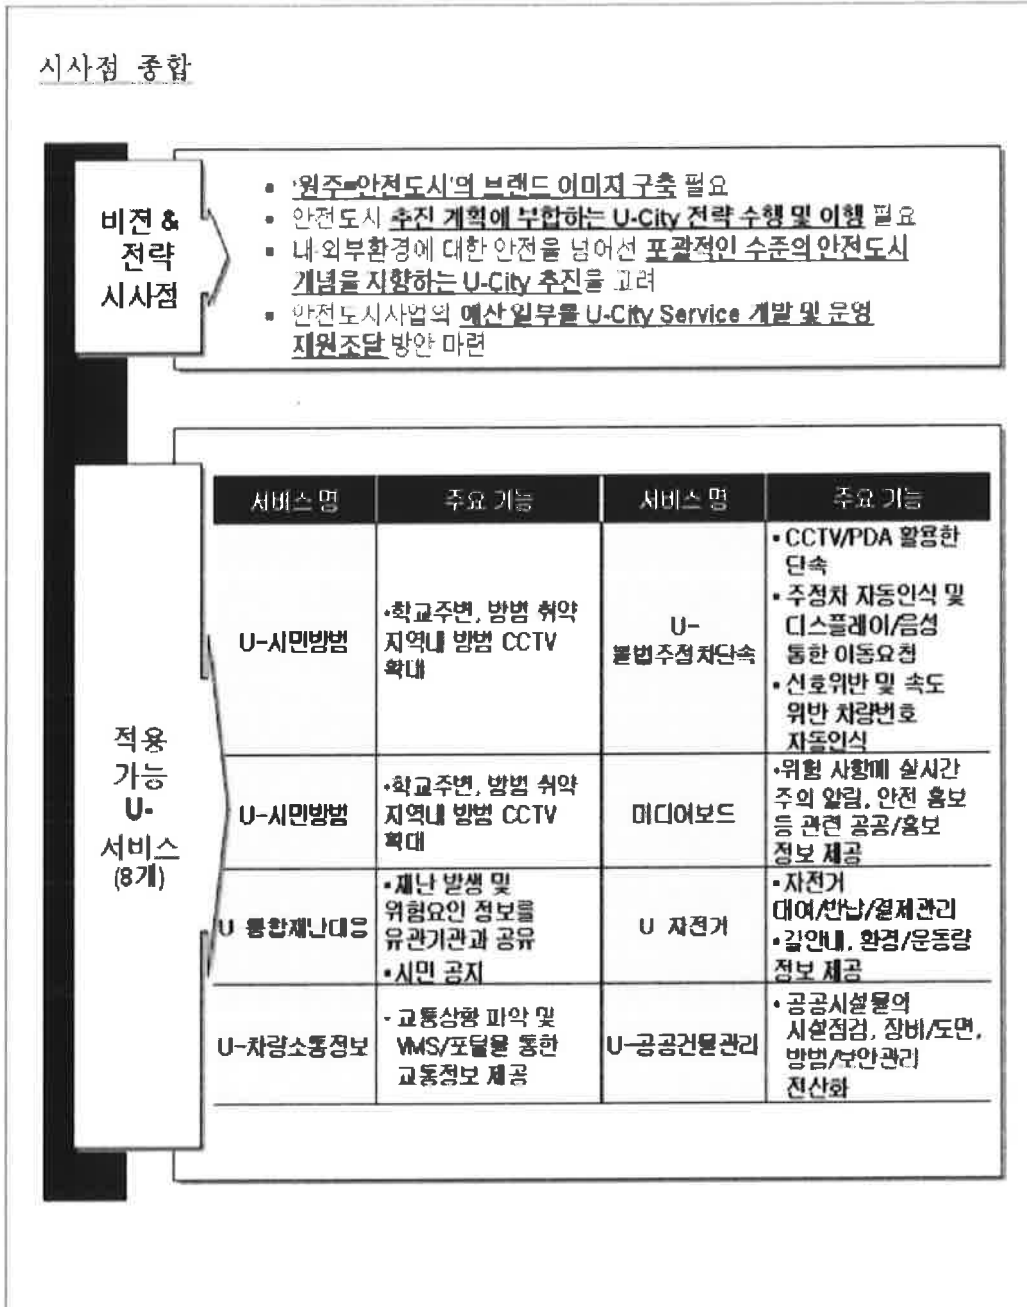 시사점 종합
비전 &
전략
시사점
▪ '원주=안전도시'의 브랜드 이미지 구축 필요
▪ 안전도시 추진 계획에 부합하는 U-City 전략 수행 및 이행 필요
▪ 내·외부환경에 대한 안전을 넘어선 포괄적인 수준의 안전도시
개념을 지향하는 U-City 추진을 고려
▪ 안전도시사업의 예산 일부를 U-City Service 개발 및 운영
지원조달 방안 마련
적용
가능
U-
서비스
(8개)
서비스 명 주요 기능 서비스 명 주요 기능
U-시민방범
•학교주변, 방범 취약
지역내 방범 CCTV
확대
U-
불법주정차단속
• CCTV/PDA 활용한
단속
• 주정차 자동인식 및
디스플레이/음성
통한 이동요청
• 신호위반 및 속도
위반 차량번호
자동인식
U-시민방범
•학교주변, 방범 취약
지역내 방범 CCTV
확대
미디어보드
•위험 사항에 실시간
주의 알림, 안전 홍보
등 관련 공공/홍보
정보 제공
U 통합재난대응
•재난 발생 및
위험요인 정보를
유관기관과 공유
•시민 공지
U 자전거
•자전거
대여/반납/결제관리
•길안내, 환경/운동량
정보 제공
U-차량소통정보
- 교통상황 파악 및
VMS/포털을 통한
교통정보 제공
U-공공건물관리
• 공공시설물의
시설점검, 장비/도면,
방범/보안관리
전산화